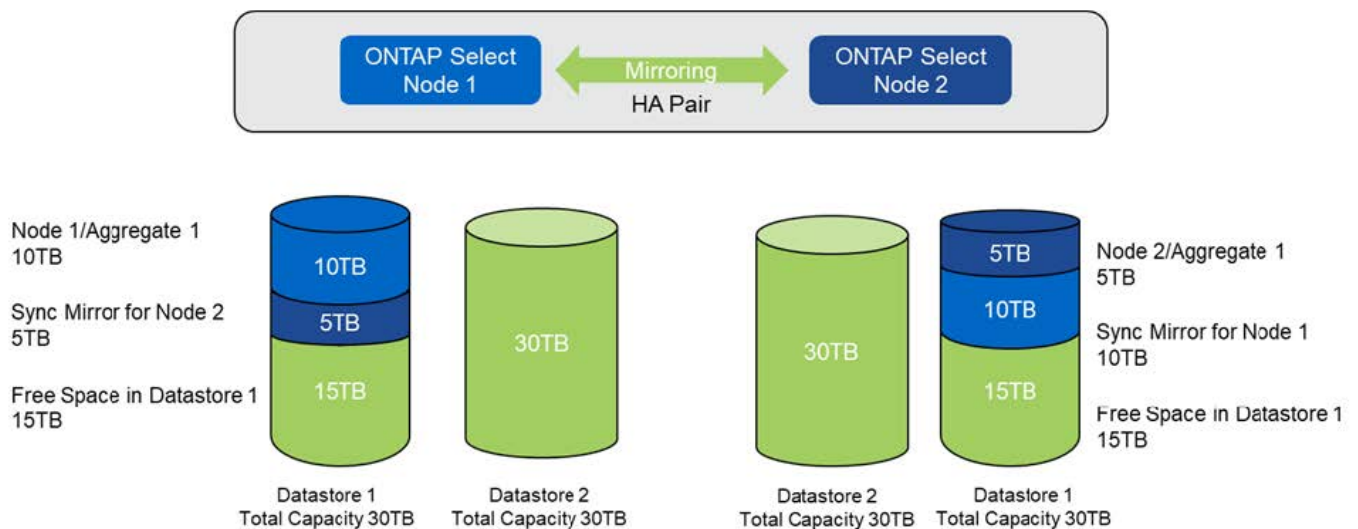 ONTAP Select
Node 1
Mirroring
HA Pair
ONTAP Select
Node 2
Node 1/Aggregate 1
10TB
Sync Mirror for Node 2
5TB
Free Space in Datastore 1
15TB
10TB
5TB
15TB
30TB
30TB
5TB
10TB
15TB
Node 2/Aggregate 1
5TB
Sync Mirror for Node 1
10TB
Free Space in Datastore 1
15TB
Datastore 1
Total Capacity 30TB
Datastore 2
Total Capacity 30TB
Datastore 2
Total Capacity 30TB
Datastore 1
Total Capacity 30TB